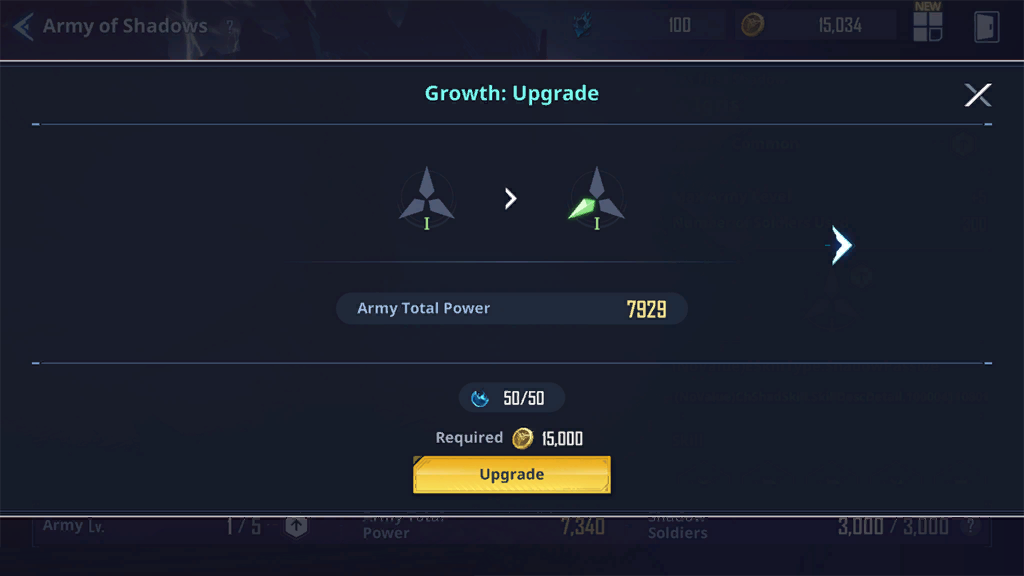 Army of Shadows ?
100
15,034
NEW
Growth: Upgrade
I
I
Army Total Power 7929
50/50
Required 15,000
Upgrade
Army Lv. 1 / 5
Army Total
Power
7,340
Shadow
Soldiers
3,000 / 3,000 ?